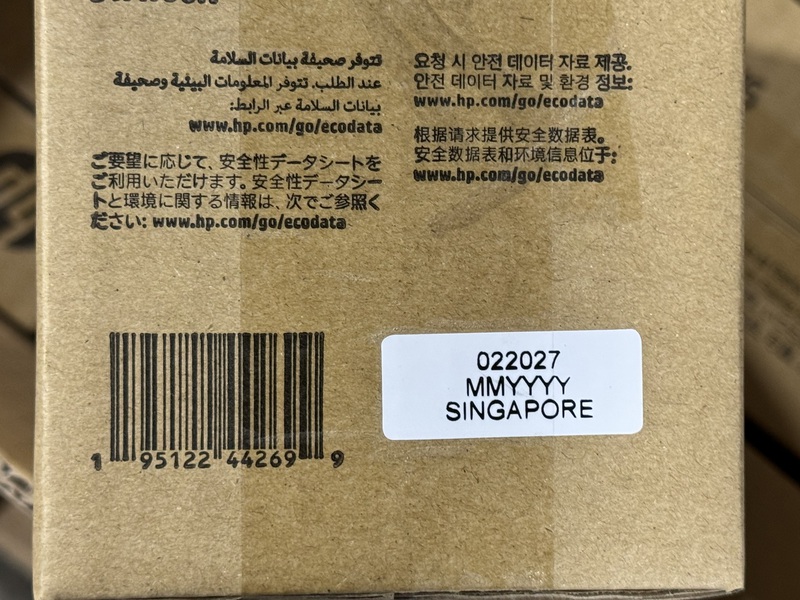 تتوفر صحيفة بيانات السلامة
عند الطلب. تتوفر المعلومات البيئية وصحيفة
بيانات السلامة عبر الرابط:
www.hp.com/go/ecodata
ご要望に応じて、安全性データシートを
ご利用いただけます。安全性データシー
トと環境に関する情報は、次でご参照く
ださい: www.hp.com/go/ecodata
요청 시 안전 데이터 자료 제공.
안전 데이터 자료 및 환경 정보:
www.hp.com/go/ecodata
根据请求提供安全数据表。
安全数据表和环境信息位于:
www.hp.com/go/ecodata
1 95122 44269 9
022027
MMYYYY
SINGAPORE